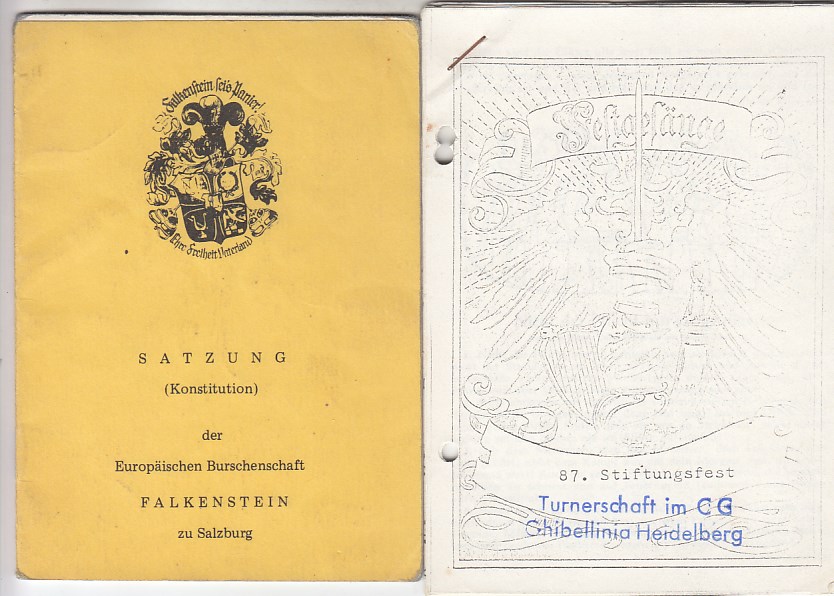 Falkenstein sei's Panier!
Ehre Freiheit Vaterland
SATZUNG
(Konstitution)
der
Europäischen Burschenschaft
FALKENSTEIN
zu Salzburg
Festgesänge
87. Stiftungsfest
Turnerschaft im CC
Ghibellinia Heidelberg